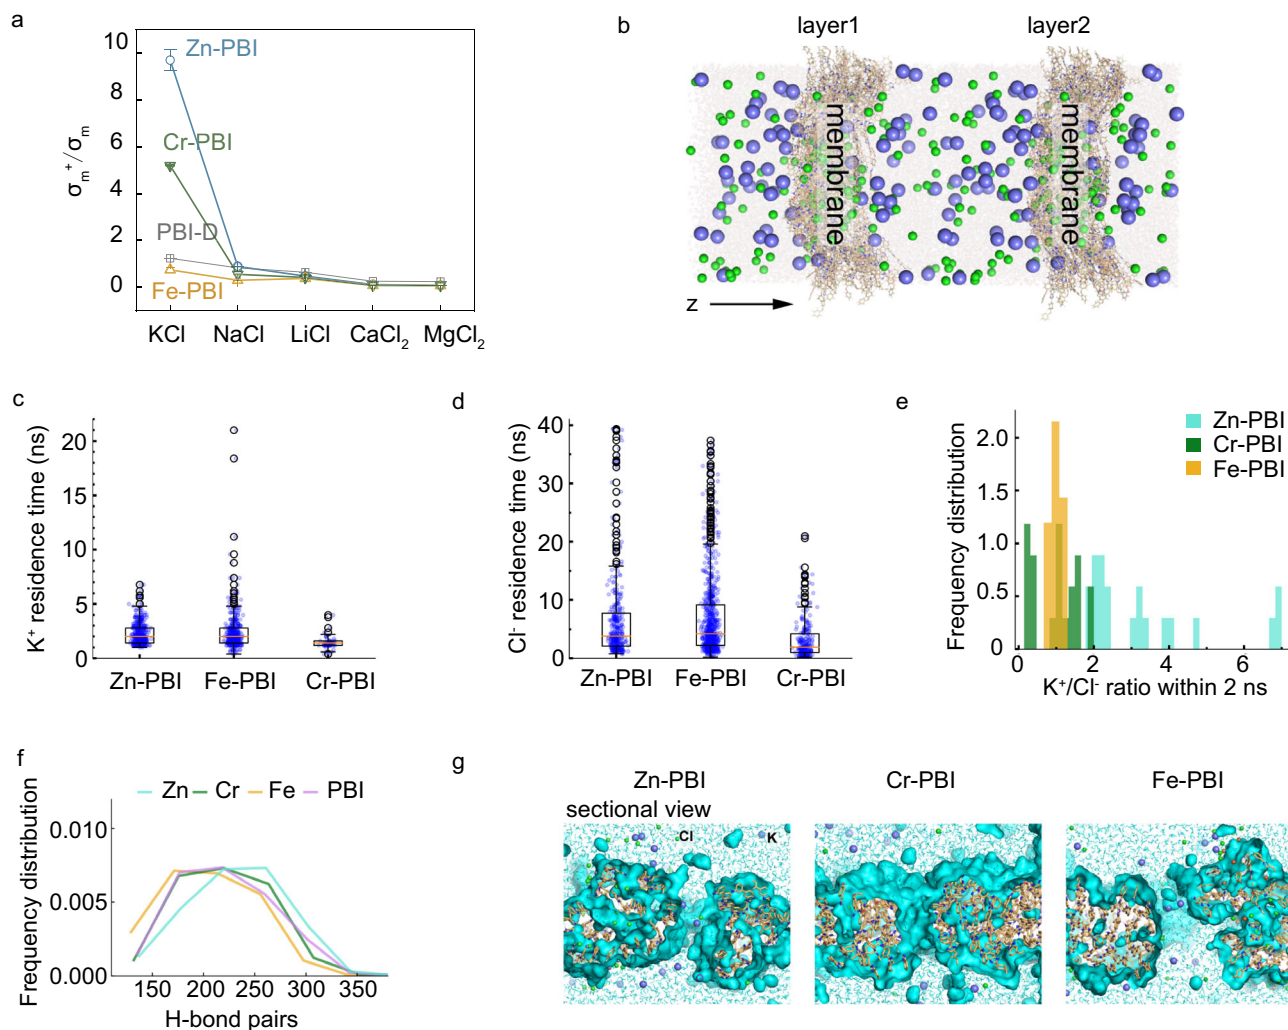 a
σm⁺/σm
10
8
6
4
2
0
Zn-PBI
Cr-PBI
PBI-D
Fe-PBI
KCl NaCl LiCl CaCl₂ MgCl₂
b
layer1 layer2
membrane membrane
z
c
K⁺ residence time (ns)
20
15
10
5
0
Zn-PBI Fe-PBI Cr-PBI
d
Cl⁻ residence time (ns)
40
30
20
10
0
Zn-PBI Fe-PBI Cr-PBI
e
Frequency distribution
2.0
1.5
1.0
0.5
0
Zn-PBI
Cr-PBI
Fe-PBI
0 2 4 6
K⁺/Cl⁻ ratio within 2 ns
f
Frequency distribution
Zn Cr Fe PBI
0.010
0.005
0.000
150 200 250 300 350
H-bond pairs
g
Zn-PBI Cr-PBI Fe-PBI
sectional view
Cl K